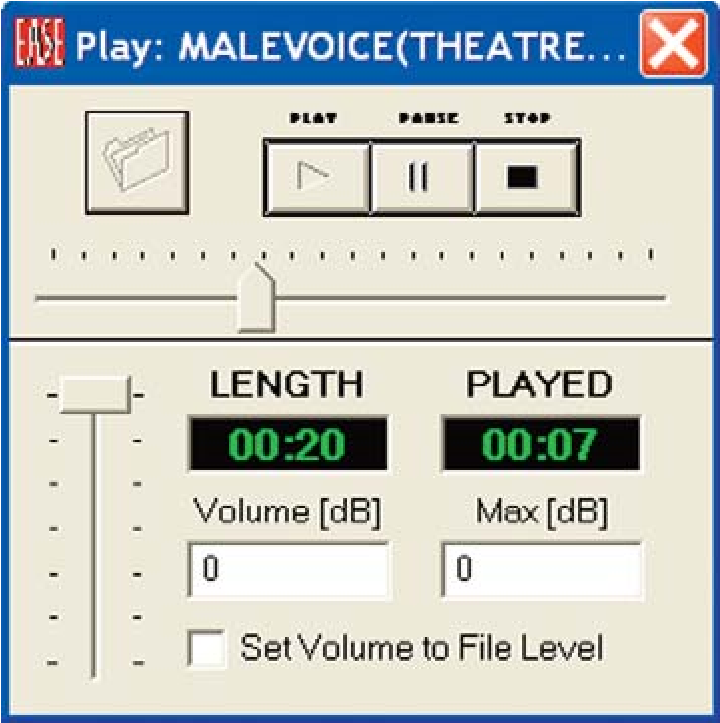 EASE Play: MALEVOICE(THEATRE...
PLAY PAUSE STOP
LENGTH PLAYED
00:20 00:07
Volume [dB] Max [dB]
0 0
Set Volume to File Level